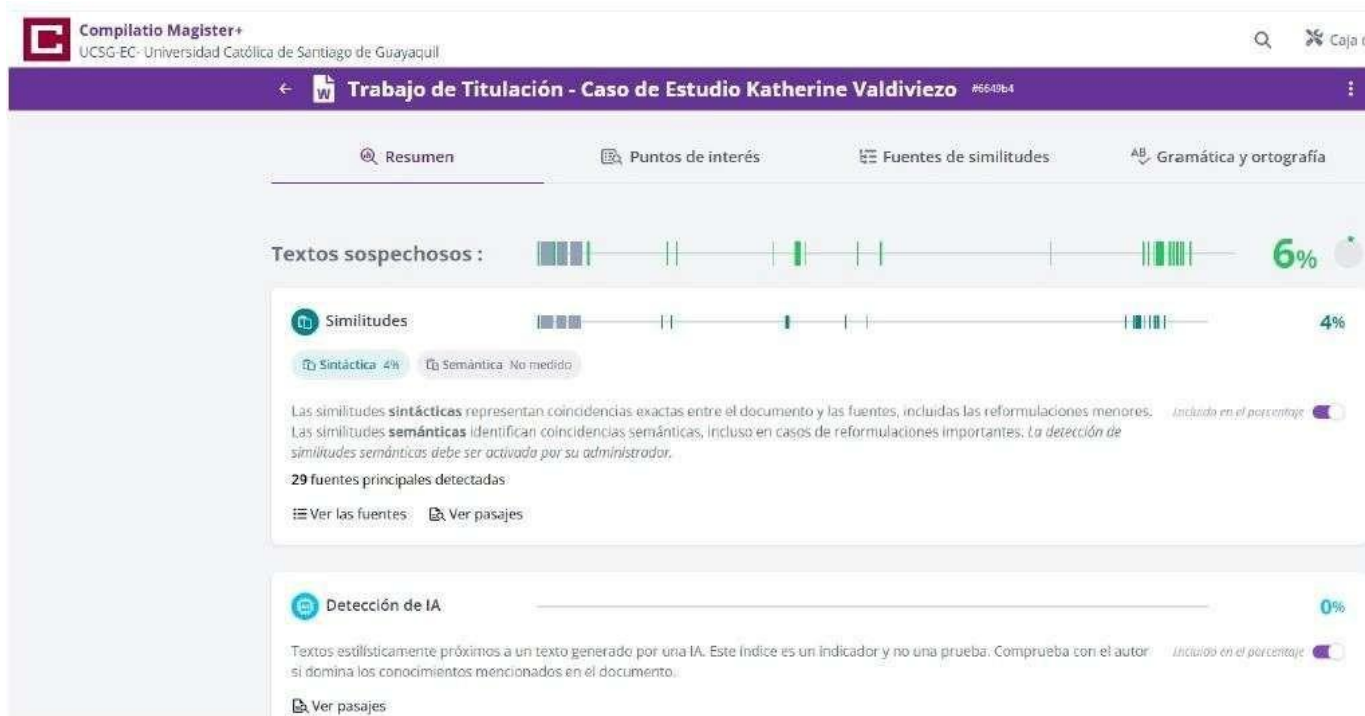 Compilatio Magister+
UCSG-EC- Universidad Católica de Santiago de Guayaquil
Caja
Trabajo de Titulación - Caso de Estudio Katherine Valdiviezo #6649b4
Resumen
Puntos de interés
Fuentes de similitudes
Gramática y ortografía
Textos sospechosos :
6%
Similitudes
4%
Sintáctica 4%
Semántica No medido
Las similitudes sintácticas representan coincidencias exactas entre el documento y las fuentes, incluidas las reformulaciones menores.
Incluido en el porcentaje
Las similitudes semánticas identifican coincidencias semánticas, incluso en casos de reformulaciones importantes. La detección de
similitudes semánticas debe ser activada por su administrador.
29 fuentes principales detectadas
Ver las fuentes
Ver pasajes
Detección de IA
0%
Textos estilísticamente próximos a un texto generado por una IA. Este índice es un indicador y no una prueba. Comprueba con el autor
Incluido en el porcentaje
si domina los conocimientos mencionados en el documento.
Ver pasajes